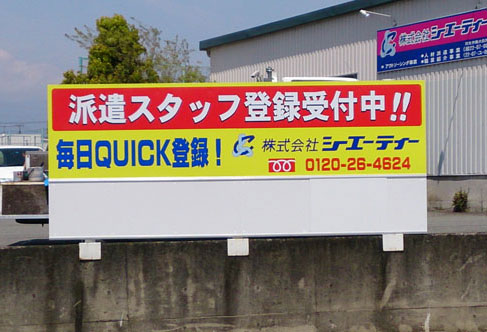 派遣スタッフ登録受付中!!
毎日QUICK登録！
株式会社 シーエーティー
0120-26-4624
株式会社 シーエーティー